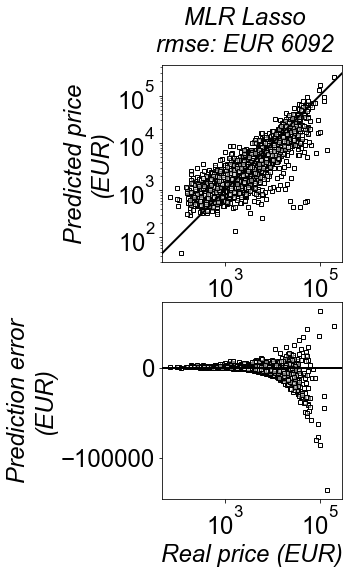 MLR Lasso
rmse: EUR 6092
Predicted price
(EUR)
10^5
10^4
10^3
10^2
10^3
10^5
Prediction error
(EUR)
0
−100000
10^3
10^5
Real price (EUR)